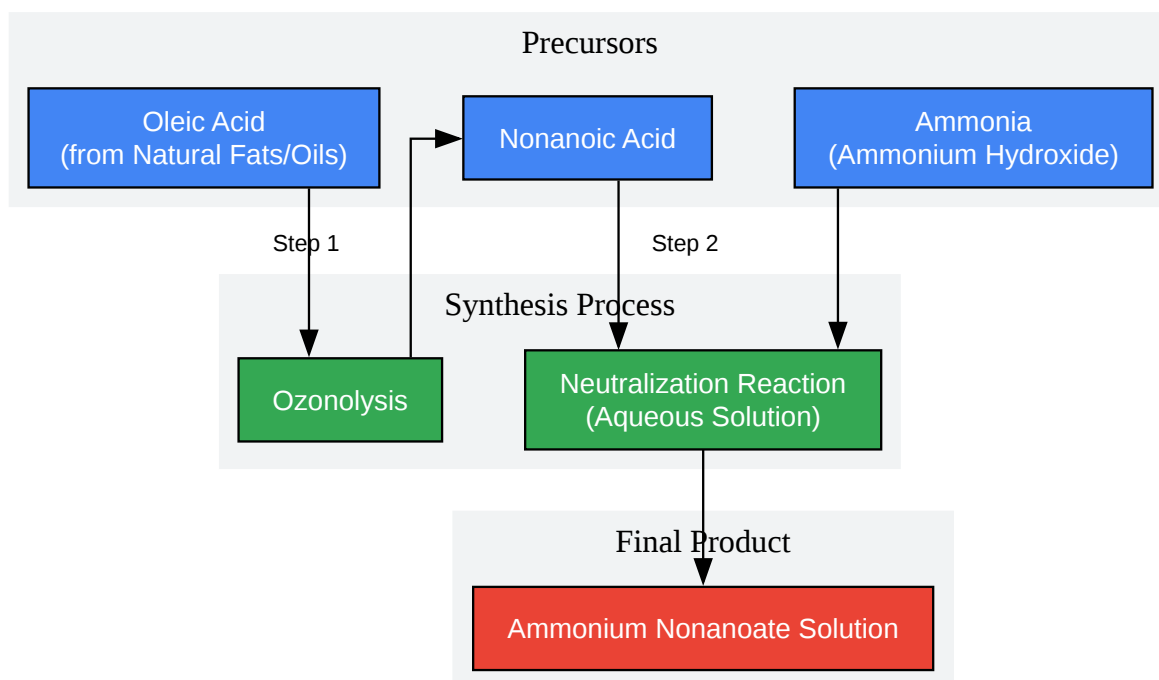 Precursors
Oleic Acid
(from Natural Fats/Oils)
Nonanoic Acid
Ammonia
(Ammonium Hydroxide)
Step 1
Step 2
Synthesis Process
Ozonolysis
Neutralization Reaction
(Aqueous Solution)
Final Product
Ammonium Nonanoate Solution